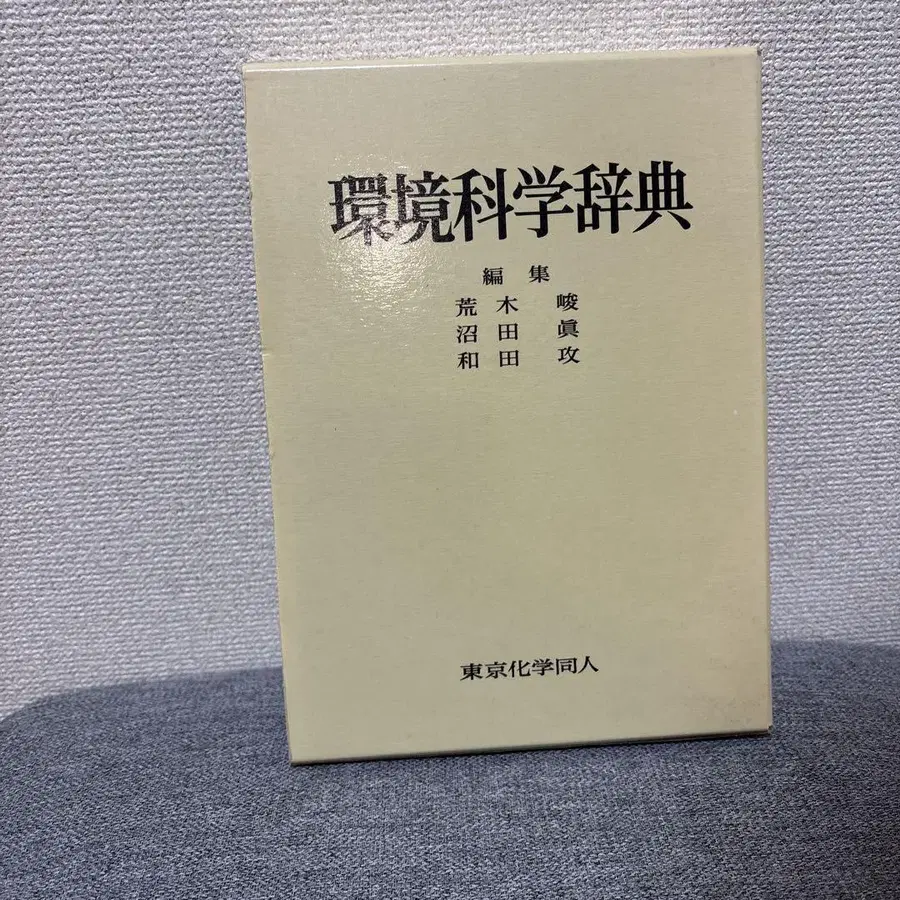 環境科学辞典
編集
荒木峻
沼田眞
和田攻
東京化学同人